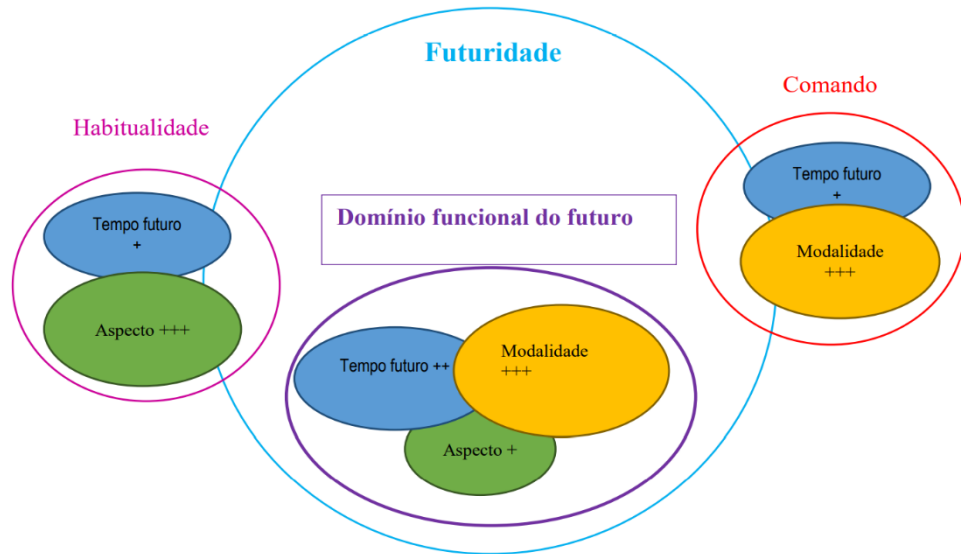 Futuridade
Comando
Habitualidade
Tempo futuro
+
Modalidade
+++
Tempo futuro
+
Aspecto +++
Domínio funcional do futuro
Tempo futuro ++
Modalidade
+++
Aspecto +